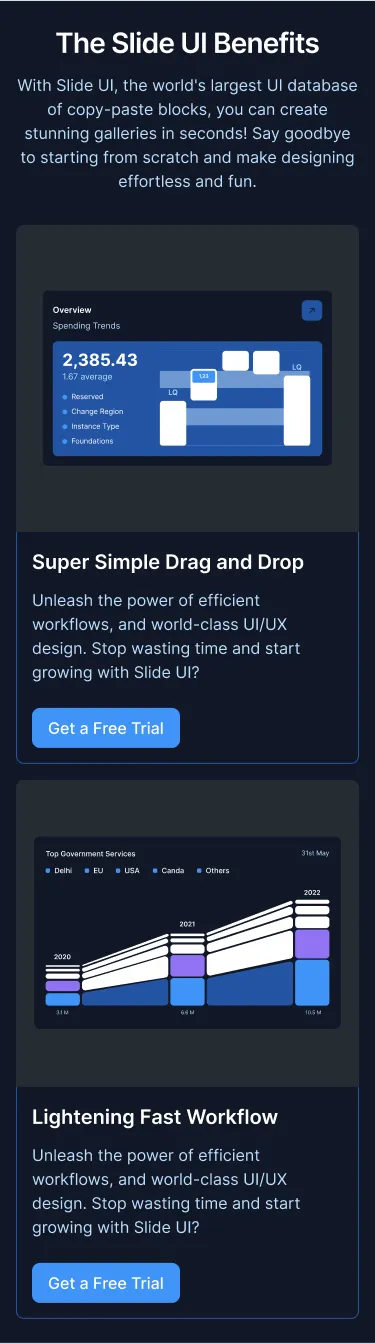 The Slide UI Benefits
With Slide UI, the world's largest UI database
of copy-paste blocks, you can create
stunning galleries in seconds! Say goodbye
to starting from scratch and make designing
effortless and fun.
Overview
Spending Trends
2,385.43
1.67 average
Reserved
Change Region
Instance Type
Foundations
LQ
1.23
LQ
Super Simple Drag and Drop
Unleash the power of efficient
workflows, and world-class UI/UX
design. Stop wasting time and start
growing with Slide UI?
Get a Free Trial
Top Government Services
31st May
Delhi EU USA Canda Others
2020
2021
2022
3.1 M
6.6 M
10.5 M
Lightening Fast Workflow
Unleash the power of efficient
workflows, and world-class UI/UX
design. Stop wasting time and start
growing with Slide UI?
Get a Free Trial